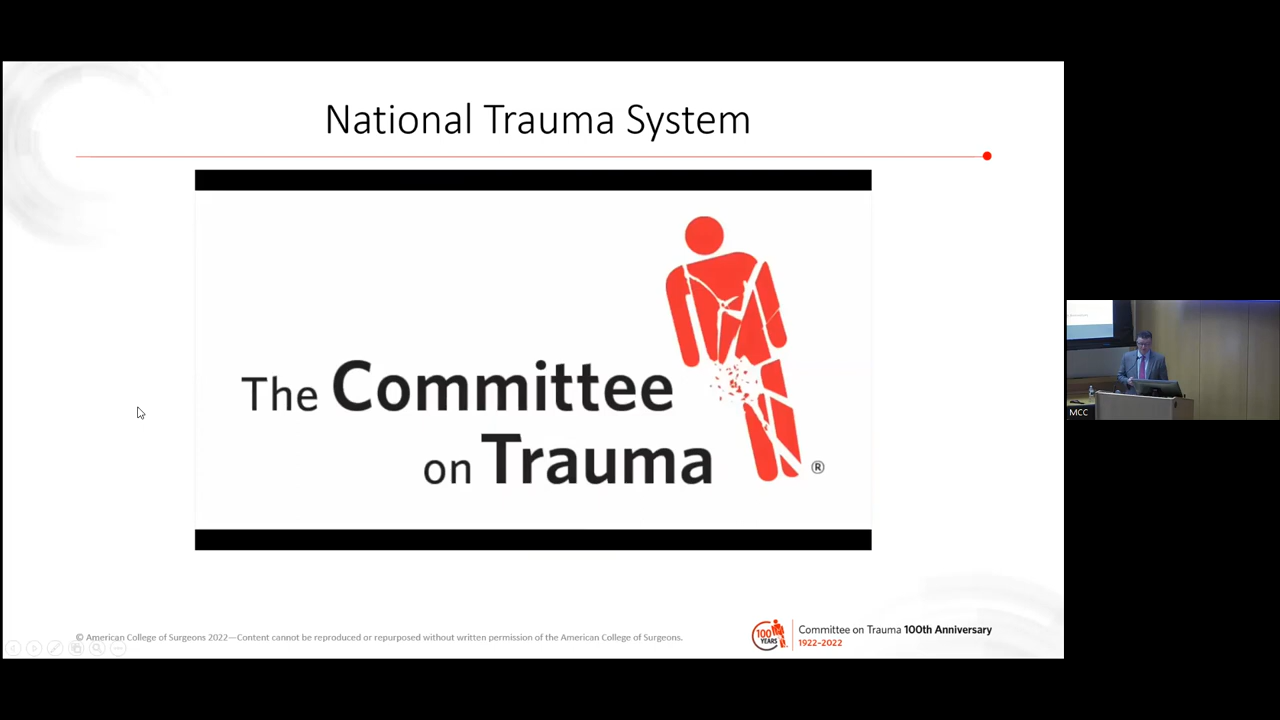 National Trauma System
The Committee
on Trauma
®
MCC
© American College of Surgeons 2022—Content cannot be reproduced or repurposed without written permission of the American College of Surgeons.
100
YEARS
Committee on Trauma 100th Anniversary
1922-2022